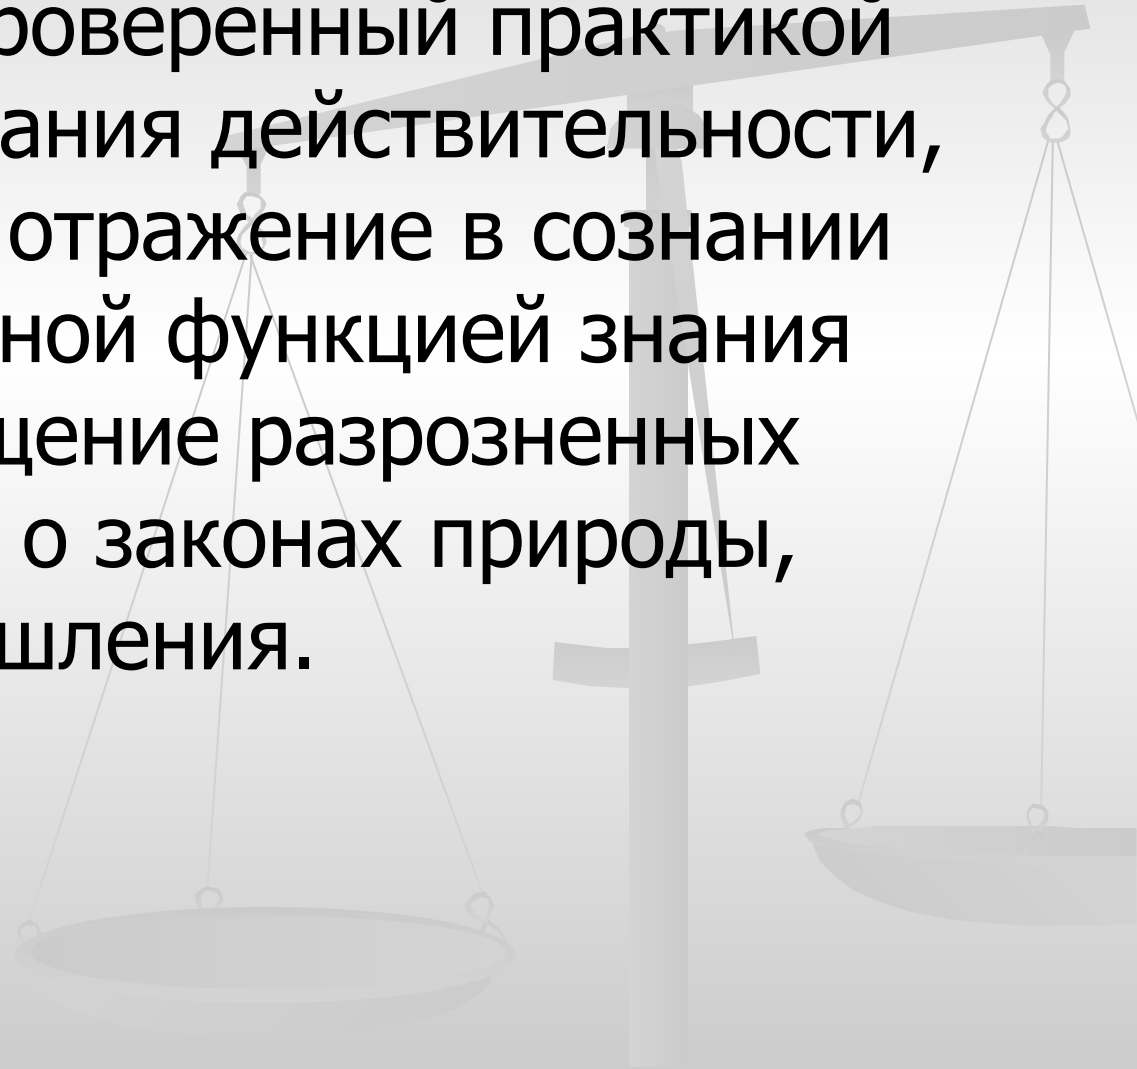 роверенный практикой
ания действительности,
отражение в сознании
ной функцией знания
щение разрозненных
о законах природы,
шления.